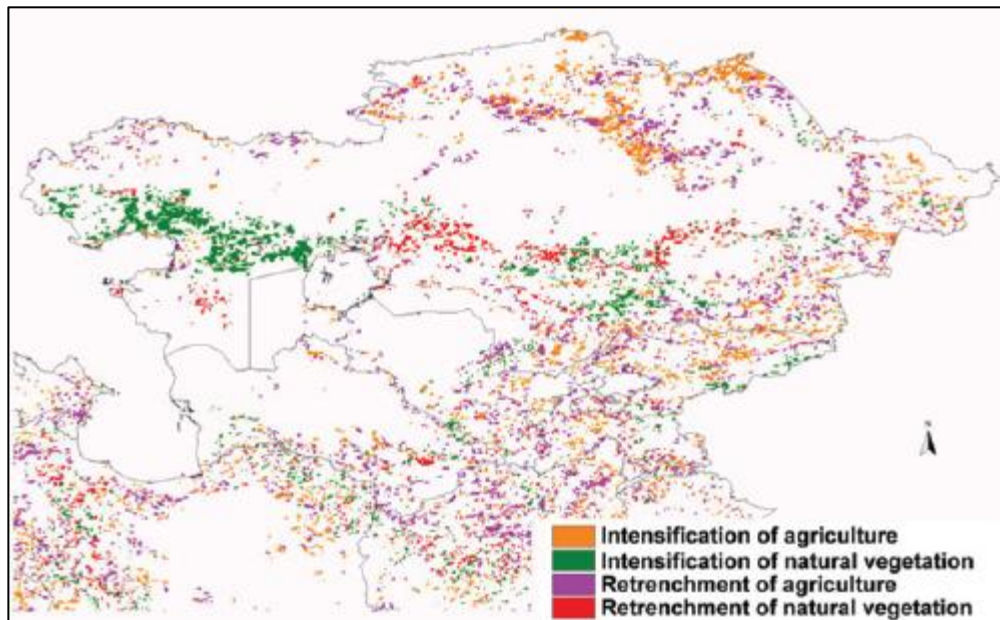 N
Intensification of agriculture
Intensification of natural vegetation
Retrenchment of agriculture
Retrenchment of natural vegetation